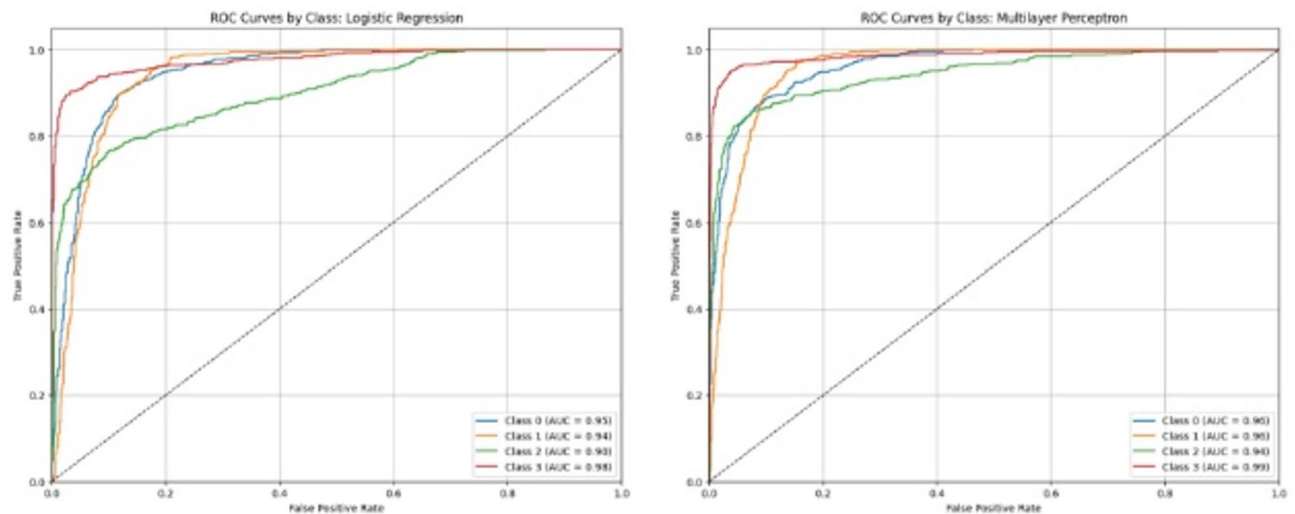 ROC Curves by Class: Logistic Regression
1.0
0.8
0.6
0.4
0.2
0.0
True Positive Rate
0.0 0.2 0.4 0.6 0.8 1.0
False Positive Rate
Class 0 (AUC = 0.95)
Class 1 (AUC = 0.94)
Class 2 (AUC = 0.90)
Class 3 (AUC = 0.98)
ROC Curves by Class: Multilayer Perceptron
1.0
0.8
0.6
0.4
0.2
0.0
True Positive Rate
0.0 0.2 0.4 0.6 0.8 1.0
False Positive Rate
Class 0 (AUC = 0.96)
Class 1 (AUC = 0.96)
Class 2 (AUC = 0.94)
Class 3 (AUC = 0.99)